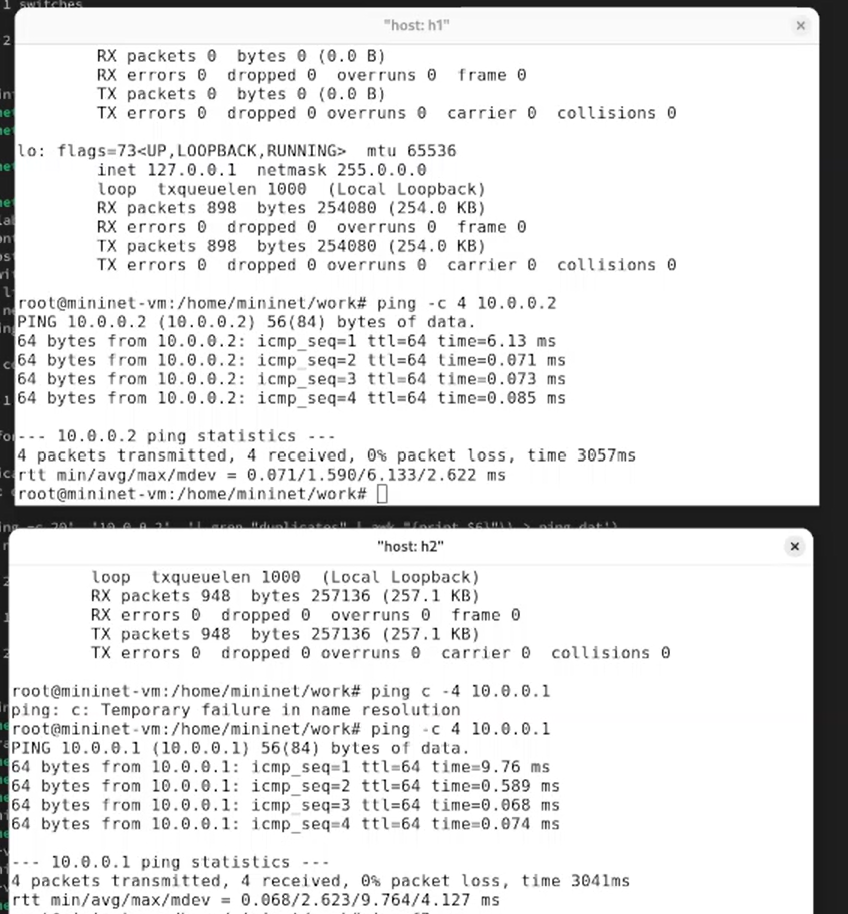 1 switches
"host: h1"
RX packets 0  bytes 0 (0.0 B)
RX errors 0  dropped 0  overruns 0  frame 0
TX packets 0  bytes 0 (0.0 B)
TX errors 0  dropped 0 overruns 0  carrier 0  collisions 0
lo: flags=73<UP,LOOPBACK,RUNNING>  mtu 65536
inet 127.0.0.1  netmask 255.0.0.0
loop  txqueuelen 1000  (Local Loopback)
RX packets 898  bytes 254080 (254.0 KB)
RX errors 0  dropped 0  overruns 0  frame 0
TX packets 898  bytes 254080 (254.0 KB)
TX errors 0  dropped 0 overruns 0  carrier 0  collisions 0
root@mininet-vm:/home/mininet/work# ping -c 4 10.0.0.2
PING 10.0.0.2 (10.0.0.2) 56(84) bytes of data.
64 bytes from 10.0.0.2: icmp_seq=1 ttl=64 time=6.13 ms
64 bytes from 10.0.0.2: icmp_seq=2 ttl=64 time=0.071 ms
64 bytes from 10.0.0.2: icmp_seq=3 ttl=64 time=0.073 ms
64 bytes from 10.0.0.2: icmp_seq=4 ttl=64 time=0.085 ms
--- 10.0.0.2 ping statistics ---
4 packets transmitted, 4 received, 0% packet loss, time 3057ms
rtt min/avg/max/mdev = 0.071/1.590/6.133/2.622 ms
root@mininet-vm:/home/mininet/work#
"host: h2"
loop  txqueuelen 1000  (Local Loopback)
RX packets 948  bytes 257136 (257.1 KB)
RX errors 0  dropped 0  overruns 0  frame 0
TX packets 948  bytes 257136 (257.1 KB)
TX errors 0  dropped 0 overruns 0  carrier 0  collisions 0
root@mininet-vm:/home/mininet/work# ping c -4 10.0.0.1
ping: c: Temporary failure in name resolution
root@mininet-vm:/home/mininet/work# ping -c 4 10.0.0.1
PING 10.0.0.1 (10.0.0.1) 56(84) bytes of data.
64 bytes from 10.0.0.1: icmp_seq=1 ttl=64 time=9.76 ms
64 bytes from 10.0.0.1: icmp_seq=2 ttl=64 time=0.589 ms
64 bytes from 10.0.0.1: icmp_seq=3 ttl=64 time=0.068 ms
64 bytes from 10.0.0.1: icmp_seq=4 ttl=64 time=0.074 ms
--- 10.0.0.1 ping statistics ---
4 packets transmitted, 4 received, 0% packet loss, time 3041ms
rtt min/avg/max/mdev = 0.068/2.623/9.764/4.127 ms